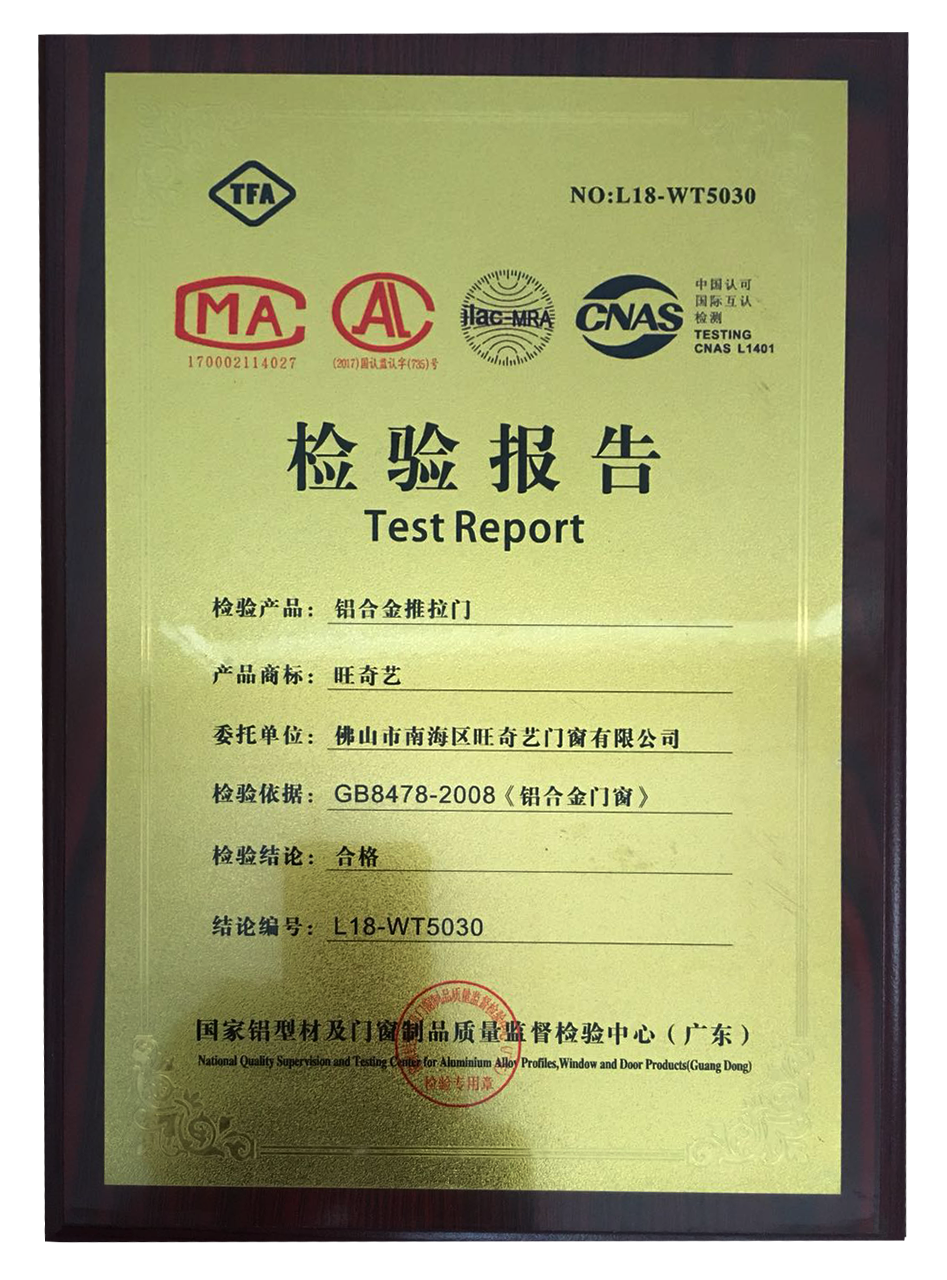 TFA
NO:L18-WT5030
MA
AL
ilac-MRA
CNAS
中国认可
国际互认
检测
TESTING
CNAS L1401
170002114027
(2017)国认监认字(735)号
检验报告
Test Report
检验产品：铝合金推拉门
产品商标：旺奇艺
委托单位：佛山市南海区旺奇艺门窗有限公司
检验依据：GB8478-2008《铝合金门窗》
检验结论：合格
结论编号：L18-WT5030
国家铝型材及门窗制品质量监督检验中心（广东）
National Quality Supervision and Testing Center for Aluminium Alloy Profiles,Window and Door Products(Guang Dong)
检验专用章